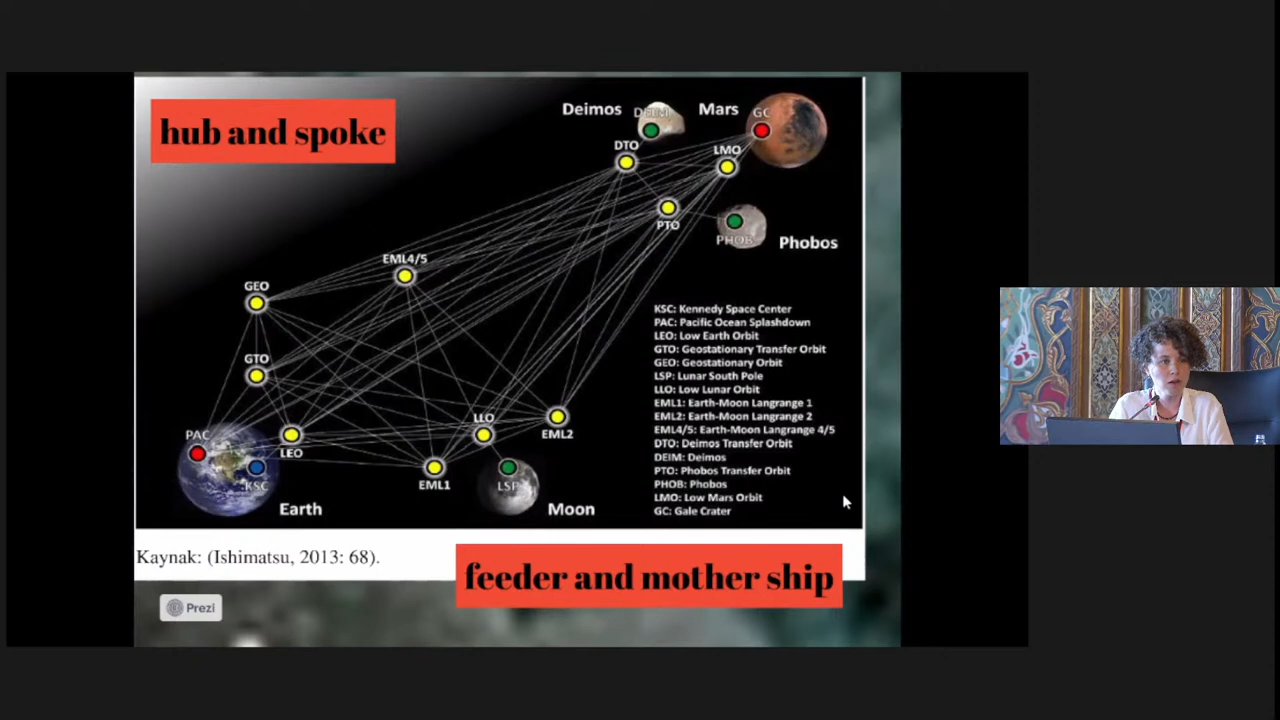 hub and spoke
Deimos
DEIM
Mars
GC
DTO
LMO
PTO
PHOB
Phobos
EML4/5
GEO
GTO
PAC
KSC
LEO
Earth
LLO
EML2
EML1
LSP
Moon
KSC: Kennedy Space Center
PAC: Pacific Ocean Splashdown
LEO: Low Earth Orbit
GTO: Geostationary Transfer Orbit
GEO: Geostationary Orbit
LSP: Lunar South Pole
LLO: Low Lunar Orbit
EML1: Earth-Moon Langrange 1
EML2: Earth-Moon Langrange 2
EML4/5: Earth-Moon Langrange 4/5
DTO: Deimos Transfer Orbit
DEIM: Deimos
PTO: Phobos Transfer Orbit
PHOB: Phobos
LMO: Low Mars Orbit
GC: Gale Crater
Kaynak: (Ishimatsu, 2013: 68).
feeder and mother ship
Prezi